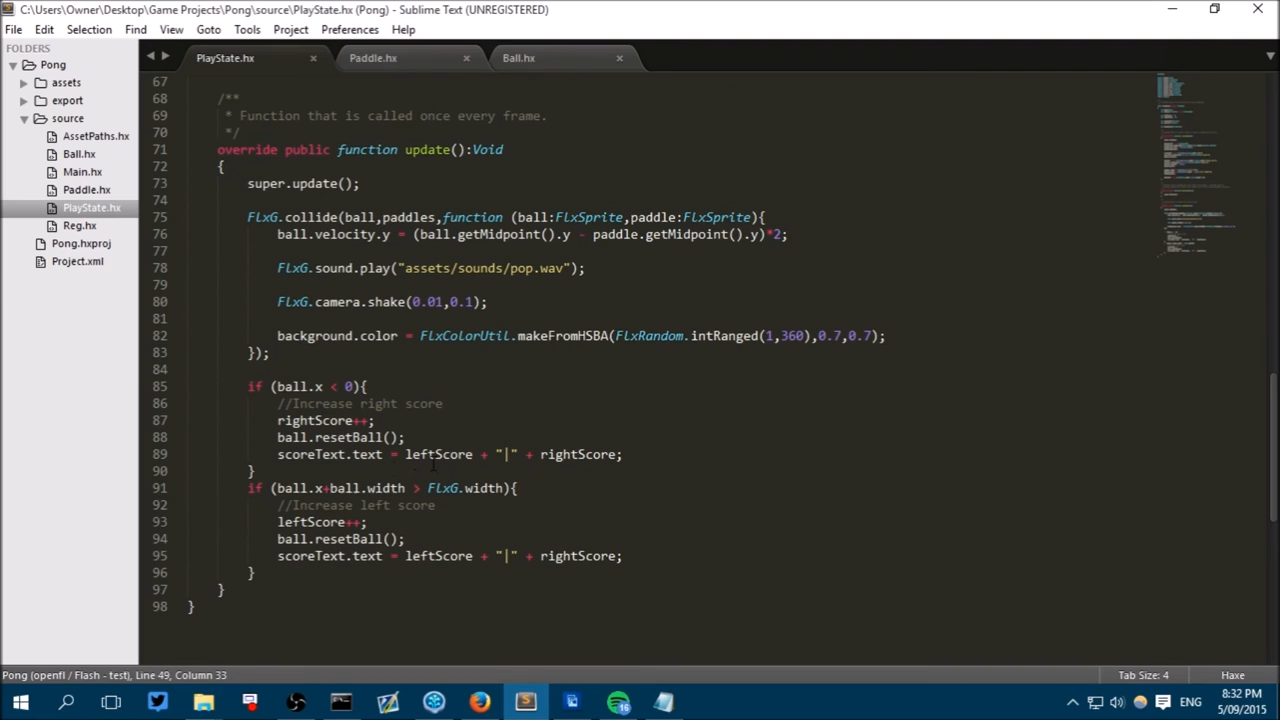 C:\Users\Owner\Desktop\Game Projects\Pong\source\PlayState.hx (Pong) - Sublime Text (UNREGISTERED)
File Edit Selection Find View Goto Tools Project Preferences Help
FOLDERS
Pong
assets
export
source
AssetPaths.hx
Ball.hx
Main.hx
Paddle.hx
PlayState.hx
Reg.hx
Pong.hxproj
Project.xml
PlayState.hx Paddle.hx Ball.hx
67
68 /**
69 * Function that is called once every frame.
70 */
71 override public function update():Void
72 {
73 super.update();
74
75 FlxG.collide(ball,paddles,function (ball:FlxSprite,paddle:FlxSprite){
76 ball.velocity.y = (ball.getMidpoint().y - paddle.getMidpoint().y)*2;
77
78 FlxG.sound.play("assets/sounds/pop.wav");
79
80 FlxG.camera.shake(0.01,0.1);
81
82 background.color = FlxColorUtil.makeFromHSBA(FlxRandom.intRanged(1,360),0.7,0.7);
83 });
84
85 if (ball.x < 0){
86 //Increase right score
87 rightScore++;
88 ball.resetBall();
89 scoreText.text = leftScore + "|" + rightScore;
90 }
91 if (ball.x+ball.width > FlxG.width){
92 //Increase left score
93 leftScore++;
94 ball.resetBall();
95 scoreText.text = leftScore + "|" + rightScore;
96 }
97 }
98 }
Pong (openfl / Flash - test), Line 49, Column 33 Tab Size: 4 Haxe
16
ENG
8:32 PM
5/09/2015